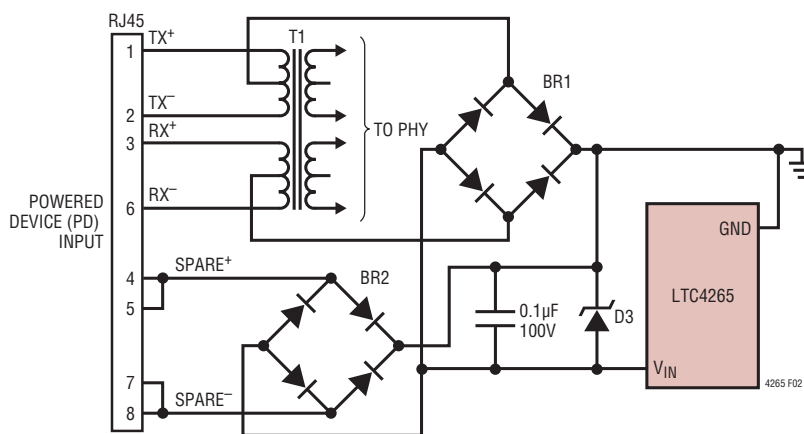 RJ45
1
TX+
T1
BR1
2
TX−
3
RX+
TO PHY
6
RX−
POWERED
DEVICE (PD)
INPUT
GND
LTC4265
4
SPARE+
BR2
5
0.1µF
100V
D3
7
8
SPARE−
VIN
4265 F02